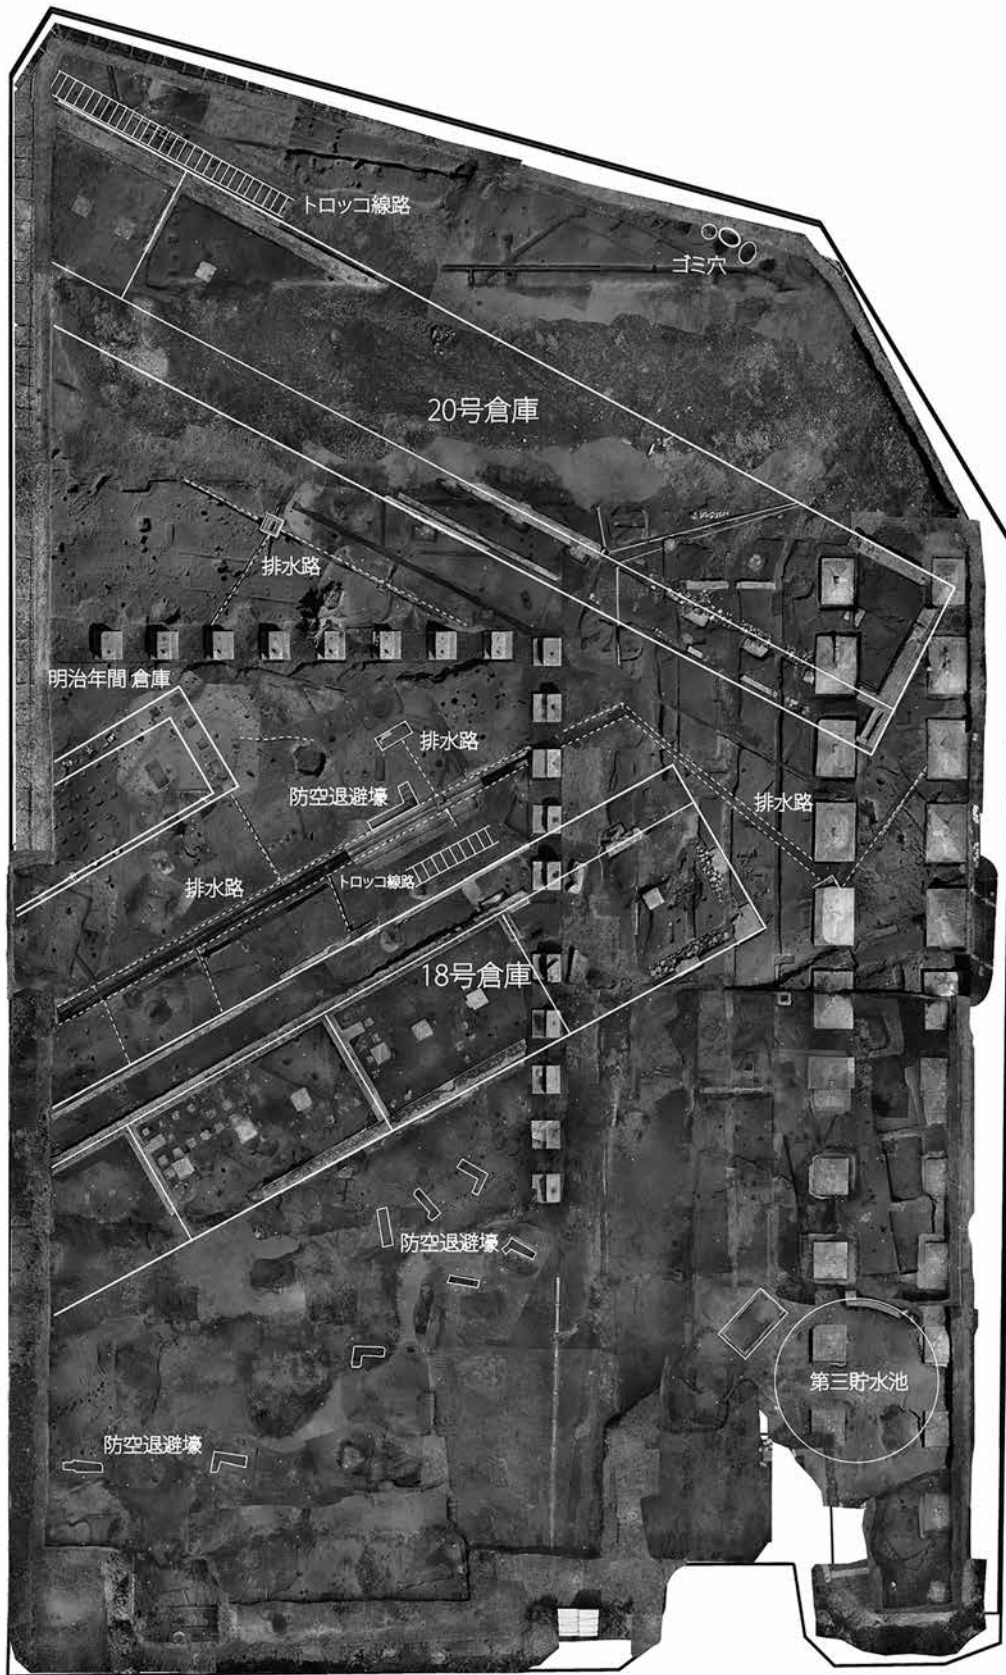 トロッコ線路
ゴミ穴
20号倉庫
排水路
明治年間 倉庫
排水路
防空退避壕
排水路
トロッコ線路
排水路
18号倉庫
防空退避壕
第三貯水池
防空退避壕